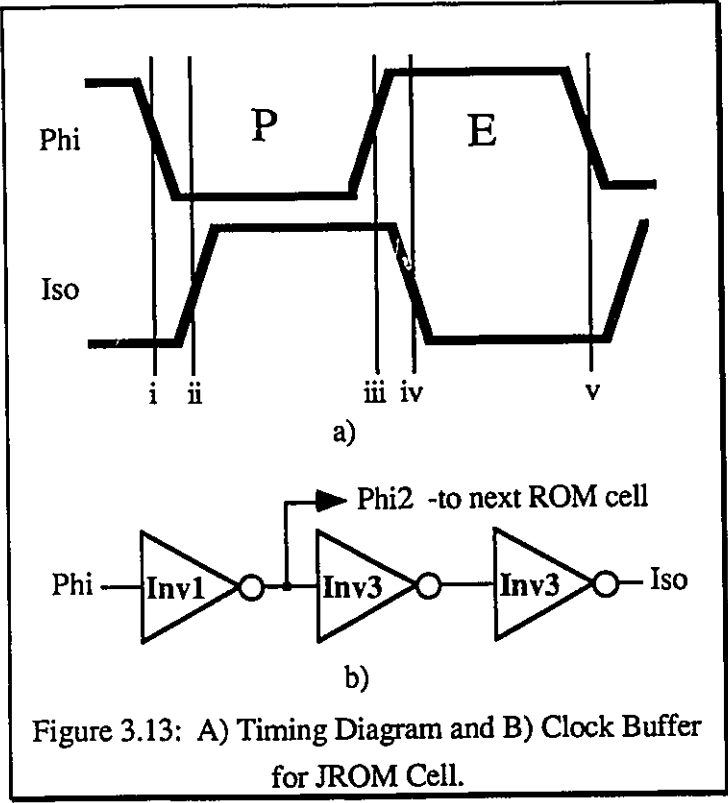 Phi
P
E
Iso
i ii iii iv v
a)
Phi2 -to next ROM cell
Phi Inv1 Inv3 Inv3 Iso
b)
Figure 3.13: A) Timing Diagram and B) Clock Buffer
for JROM Cell.